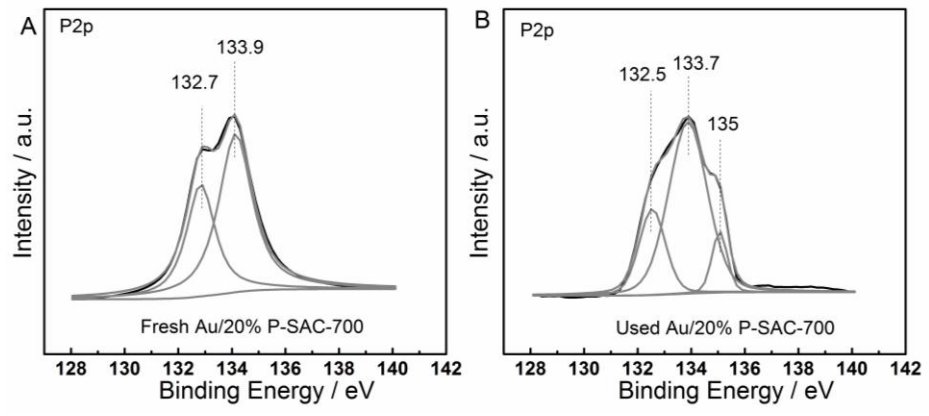 A
P2p
133.9
132.7
Intensity / a.u.
Fresh Au/20% P-SAC-700
128 130 132 134 136 138 140 142
Binding Energy / eV
B
P2p
133.7
132.5
135
Intensity / a.u.
Used Au/20% P-SAC-700
128 130 132 134 136 138 140 142
Binding Energy / eV